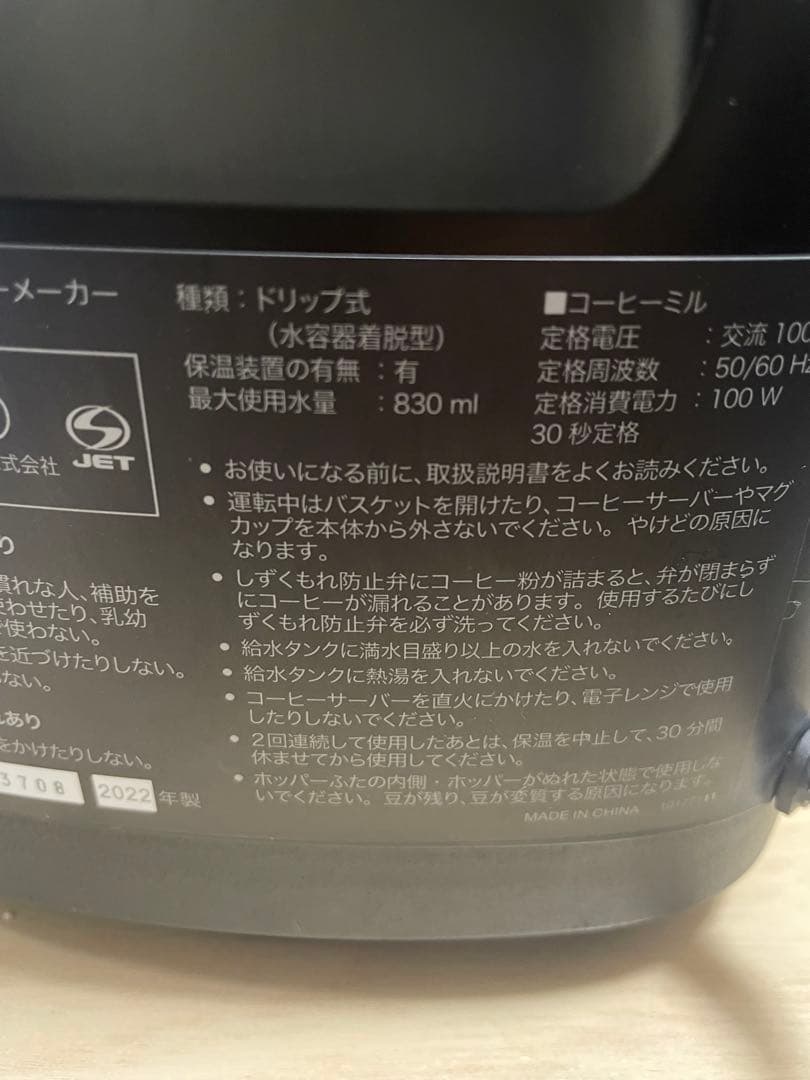 ーメーカー
種類：ドリップ式
（水容器着脱型）
保温装置の有無：有
最大使用水量：830 ml
■コーヒーミル
定格電圧：交流 100
定格周波数：50/60 Hz
定格消費電力：100 W
30 秒定格
式会社
JET
• お使いになる前に、取扱説明書をよくお読みください。
• 運転中はバスケットを開けたり、コーヒーサーバーやマグ
カップを本体から外さないでください。やけどの原因に
なります。
• しずくもれ防止弁にコーヒー粉が詰まると、弁が閉まらず
にコーヒーが漏れることがあります。使用するたびにし
ずくもれ防止弁を必ず洗ってください。
• 給水タンクに満水目盛り以上の水を入れないでください。
• 給水タンクに熱湯を入れないでください。
• コーヒーサーバーを直火にかけたり、電子レンジで使用
したりしないでください。
• 2回連続して使用したあとは、保温を中止して、30 分間
休ませてから使用してください。
• ホッパーふたの内側・ホッパーがぬれた状態で使用しな
いでください。豆が残り、豆が変質する原因になります。
MADE IN CHINA
り
慣れな人、補助を
使わせたり、乳幼
で使わない。
を近づけたりしない。
ない。
れあり
をかけたりしない。
3708
2022 年製